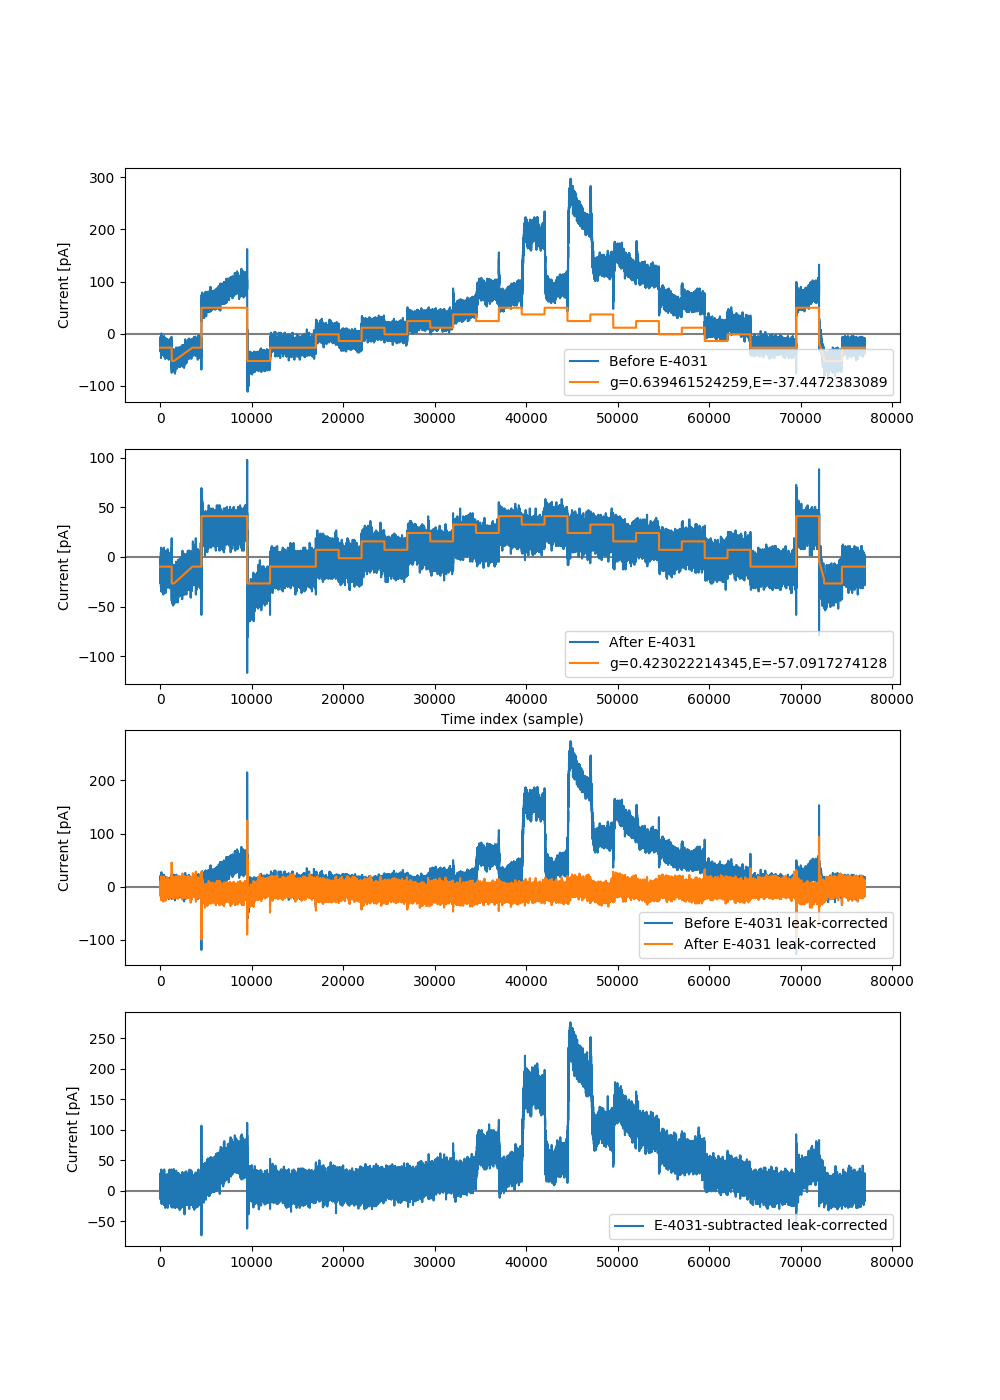 300
200
100
0
−100
Current [pA]
Before E-4031
g=0.639461524259,E=-37.4472383089
0 10000 20000 30000 40000 50000 60000 70000 80000
100
50
0
−50
−100
Current [pA]
After E-4031
g=0.423022214345,E=-57.0917274128
0 10000 20000 30000 40000 50000 60000 70000 80000
Time index (sample)
200
100
0
−100
Current [pA]
Before E-4031 leak-corrected
After E-4031 leak-corrected
0 10000 20000 30000 40000 50000 60000 70000 80000
250
200
150
100
50
0
−50
Current [pA]
E-4031-subtracted leak-corrected
0 10000 20000 30000 40000 50000 60000 70000 80000